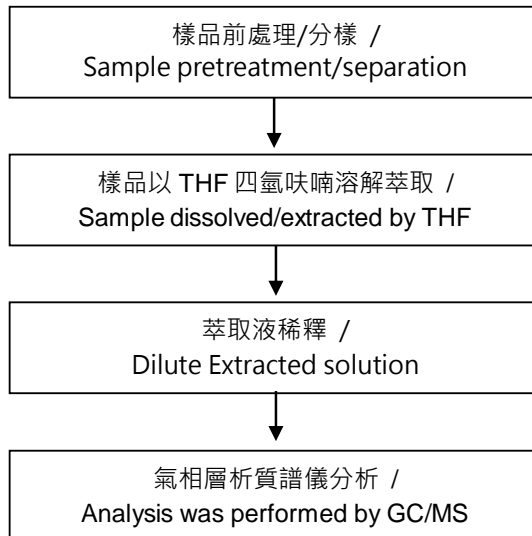 樣品前處理/分樣 /
Sample pretreatment/separation
樣品以 THF 四氫呋喃溶解萃取 /
Sample dissolved/extracted by THF
萃取液稀釋 /
Dilute Extracted solution
氣相層析質譜儀分析 /
Analysis was performed by GC/MS